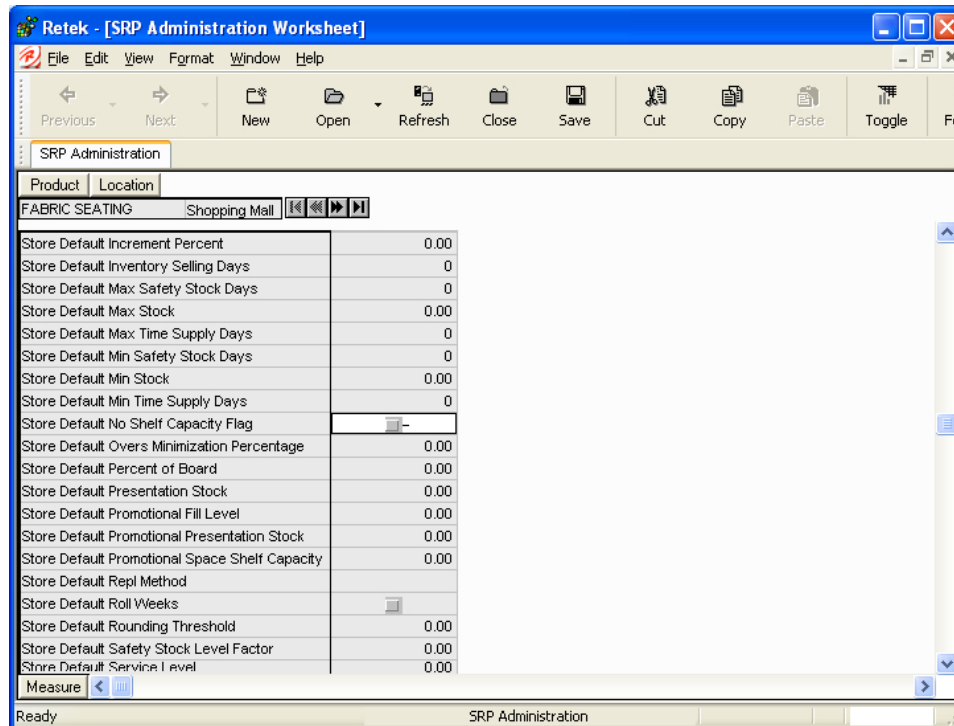 Retek - [SRP Administration Worksheet]
File Edit View Format Window Help
Previous Next New Open Refresh Close Save Cut Copy Paste Toggle
SRP Administration
Product Location
FABRIC SEATING Shopping Mall
Store Default Increment Percent 0.00
Store Default Inventory Selling Days 0
Store Default Max Safety Stock Days 0
Store Default Max Stock 0.00
Store Default Max Time Supply Days 0
Store Default Min Safety Stock Days 0
Store Default Min Stock 0.00
Store Default Min Time Supply Days 0
Store Default No Shelf Capacity Flag
Store Default Overs Minimization Percentage 0.00
Store Default Percent of Board 0.00
Store Default Presentation Stock 0.00
Store Default Promotional Fill Level 0.00
Store Default Promotional Presentation Stock 0.00
Store Default Promotional Space Shelf Capacity 0.00
Store Default Repl Method
Store Default Roll Weeks
Store Default Rounding Threshold 0.00
Store Default Safety Stock Level Factor 0.00
Store Default Service Level 0.00
Measure
Ready SRP Administration